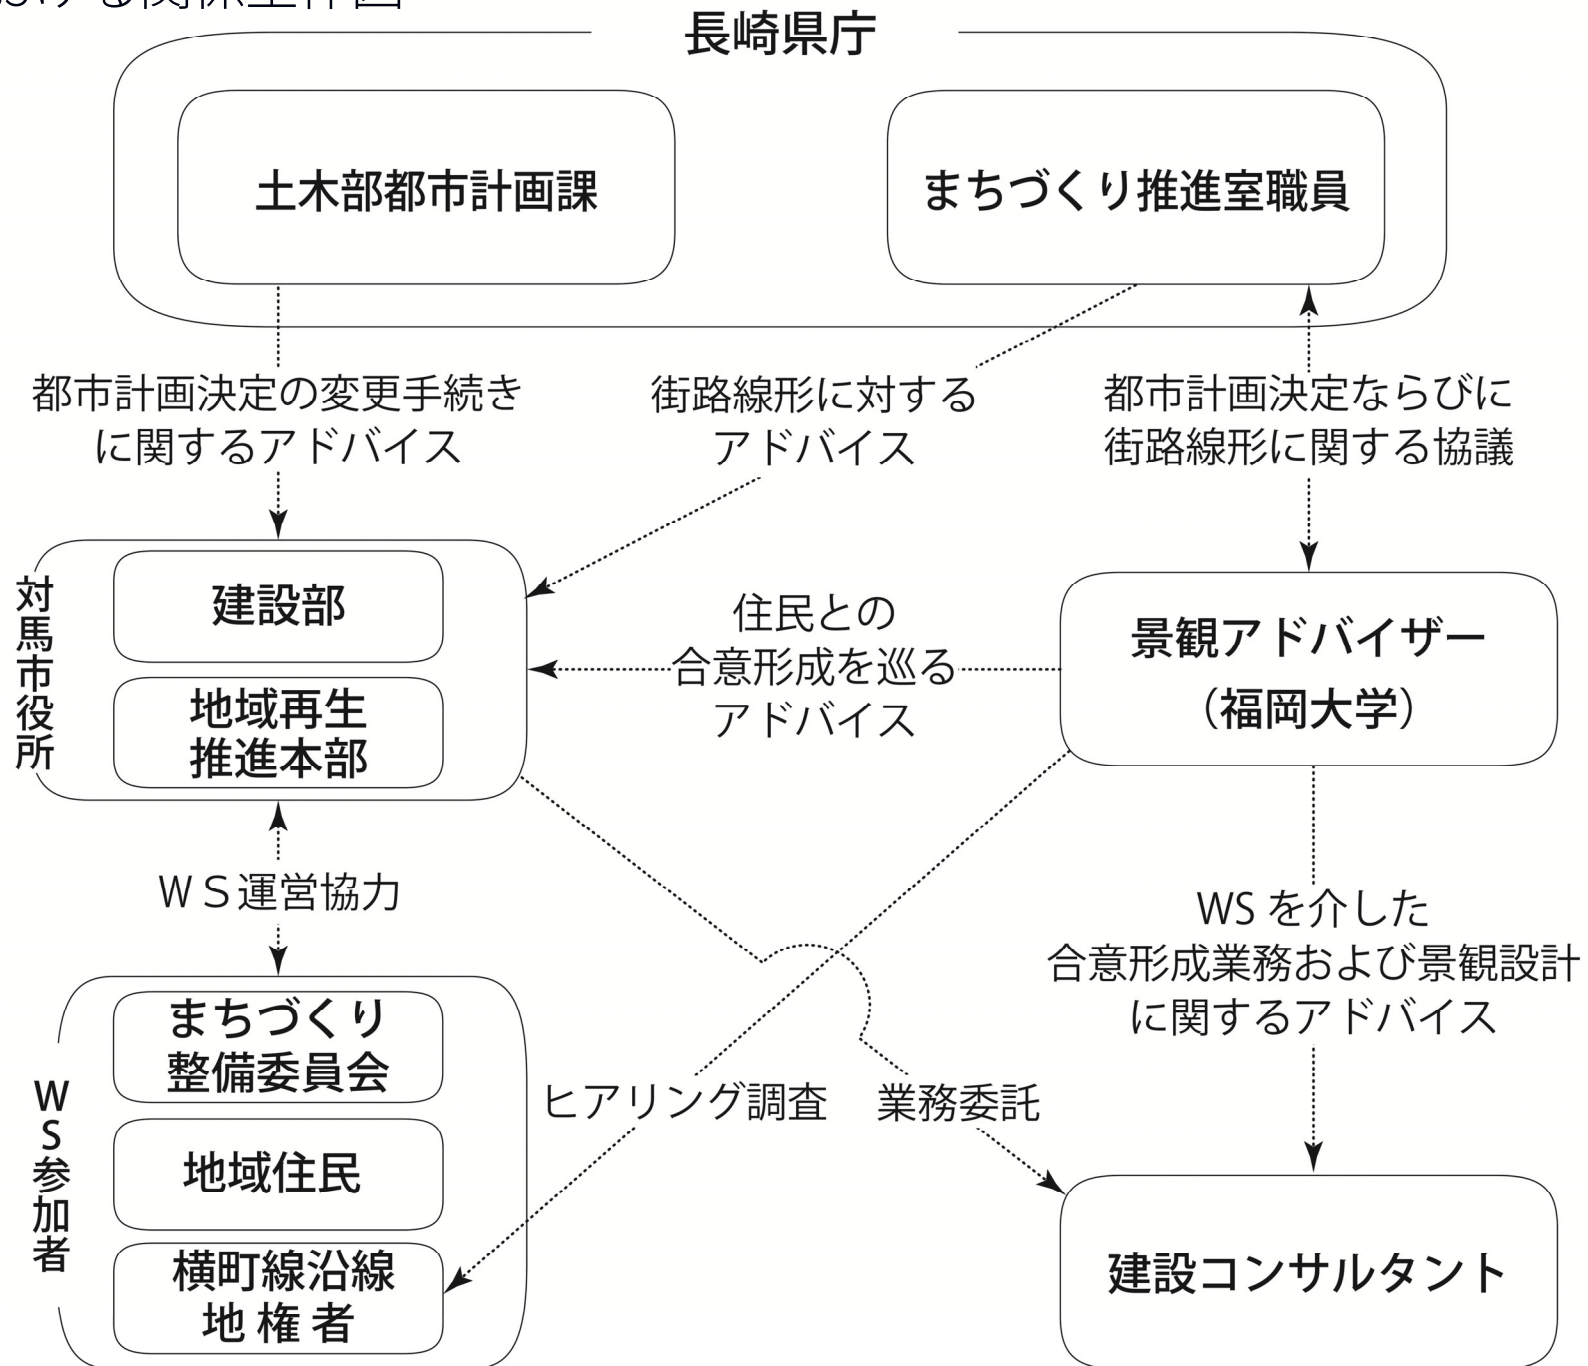 おける関係主体図
長崎県庁
土木部都市計画課
まちづくり推進室職員
都市計画決定の変更手続き
に関するアドバイス
街路線形に対する
アドバイス
都市計画決定ならびに
街路線形に関する協議
対馬市役所
建設部
地域再生
推進本部
住民との
合意形成を巡る
アドバイス
景観アドバイザー
（福岡大学）
ＷＳ運営協力
WS を介した
合意形成業務および景観設計
に関するアドバイス
WS参加者
まちづくり
整備委員会
地域住民
横町線沿線
地 権 者
ヒアリング調査
業務委託
建設コンサルタント